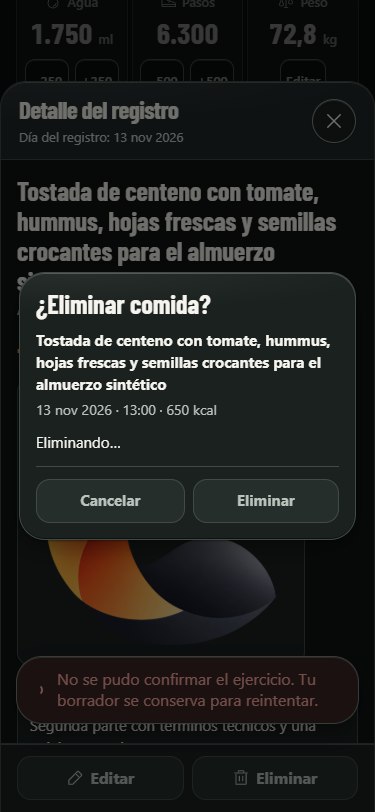 Agua
Pasos
Peso
1.750 ml
6.300
72,8 kg
-250
+250
-500
+500
Editar
Detalle del registro
Día del registro: 13 nov 2026
Tostada de centeno con tomate,
hummus, hojas frescas y semillas
crocantes para el almuerzo
¿Eliminar comida?
Tostada de centeno con tomate, hummus,
hojas frescas y semillas crocantes para el
almuerzo sintético
13 nov 2026 · 13:00 · 650 kcal
Eliminando...
Cancelar
Eliminar
No se pudo confirmar el ejercicio. Tu
borrador se conserva para reintentar.
Segunda parte con términos técnicos y una
Editar
Eliminar